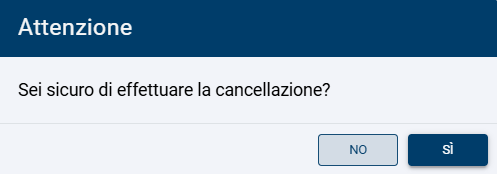 Attenzione
Sei sicuro di effettuare la cancellazione?
NO
SÌ